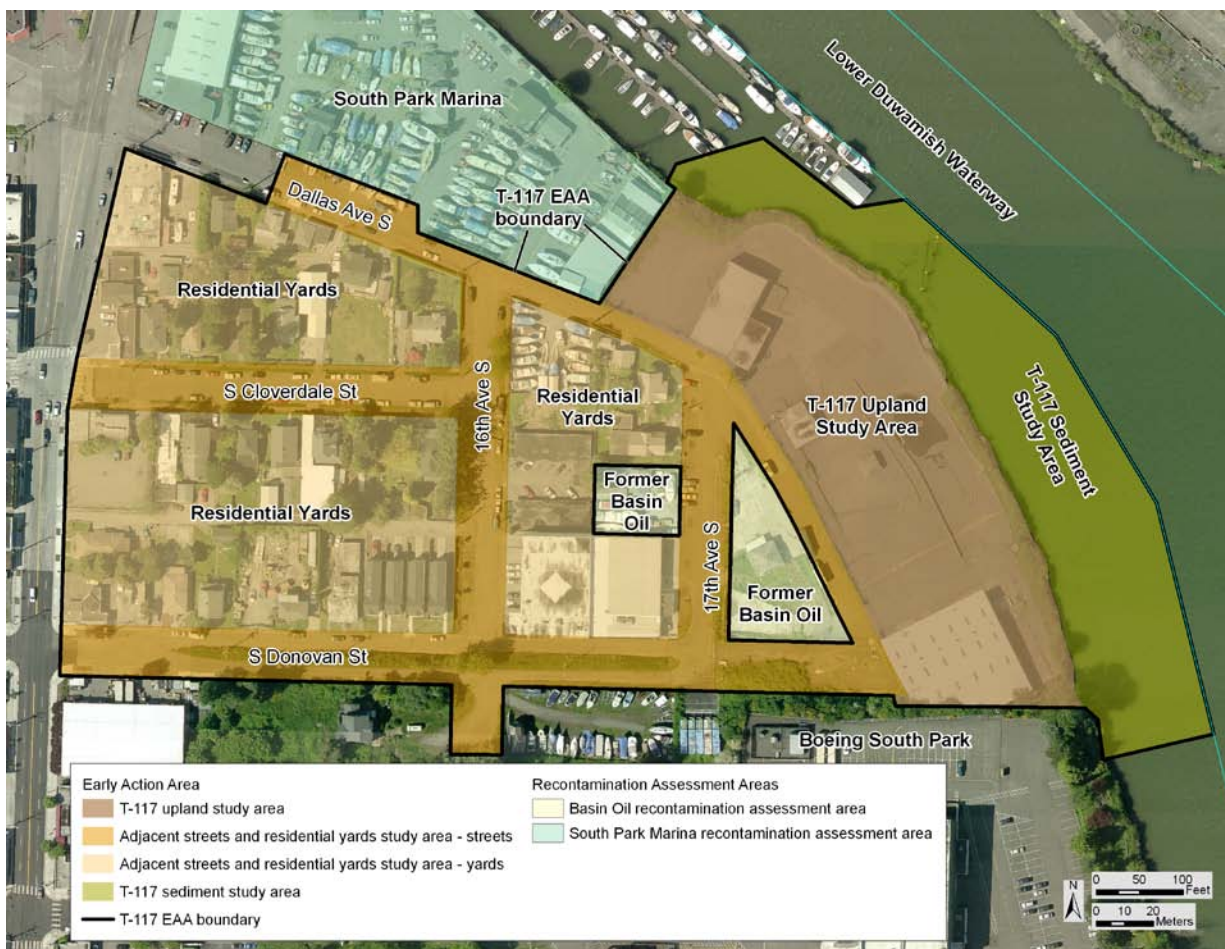 South Park Marina
Lower Duwamish Waterway
T-117 EAA
boundary
Dallas Ave S
Residential Yards
S Cloverdale St
16th Ave S
Residential
Yards
T-117 Upland
Study Area
T-117 Sediment
Study Area
Former
Basin
Oil
Residential Yards
17th Ave S
Former
Basin Oil
S Donovan St
Boeing South Park
Early Action Area
T-117 upland study area
Adjacent streets and residential yards study area - streets
Adjacent streets and residential yards study area - yards
T-117 sediment study area
T-117 EAA boundary
Recontamination Assessment Areas
Basin Oil recontamination assessment area
South Park Marina recontamination assessment area
N
0 50 100
Feet
0 10 20
Meters